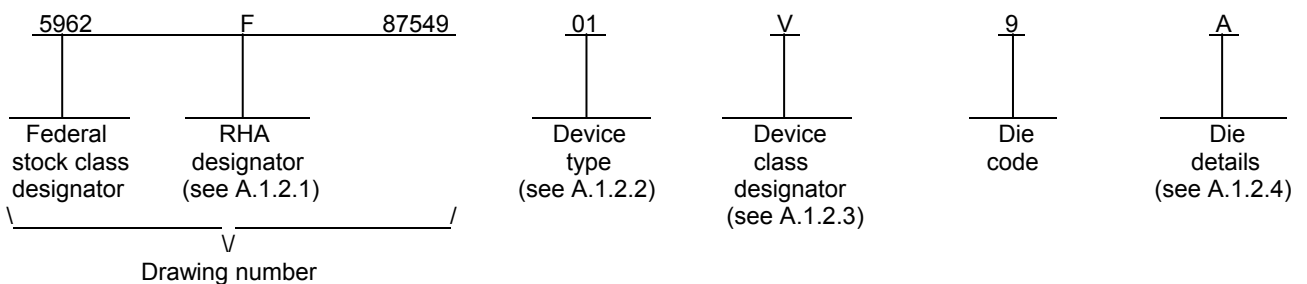 5962 F 87549 01 V 9 A
Federal RHA Device Device Die Die
stock class designator type class code details
designator (see A.1.2.1) (see A.1.2.2) designator (see A.1.2.4)
(see A.1.2.3)
\ /
\/
Drawing number